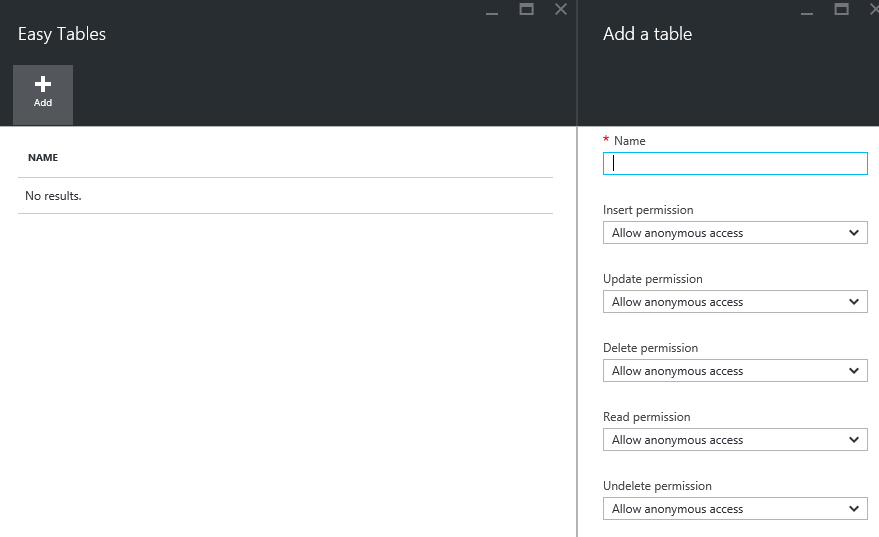 Easy Tables
Add
NAME
No results.
Add a table
* Name
Insert permission
Allow anonymous access
Update permission
Allow anonymous access
Delete permission
Allow anonymous access
Read permission
Allow anonymous access
Undelete permission
Allow anonymous access